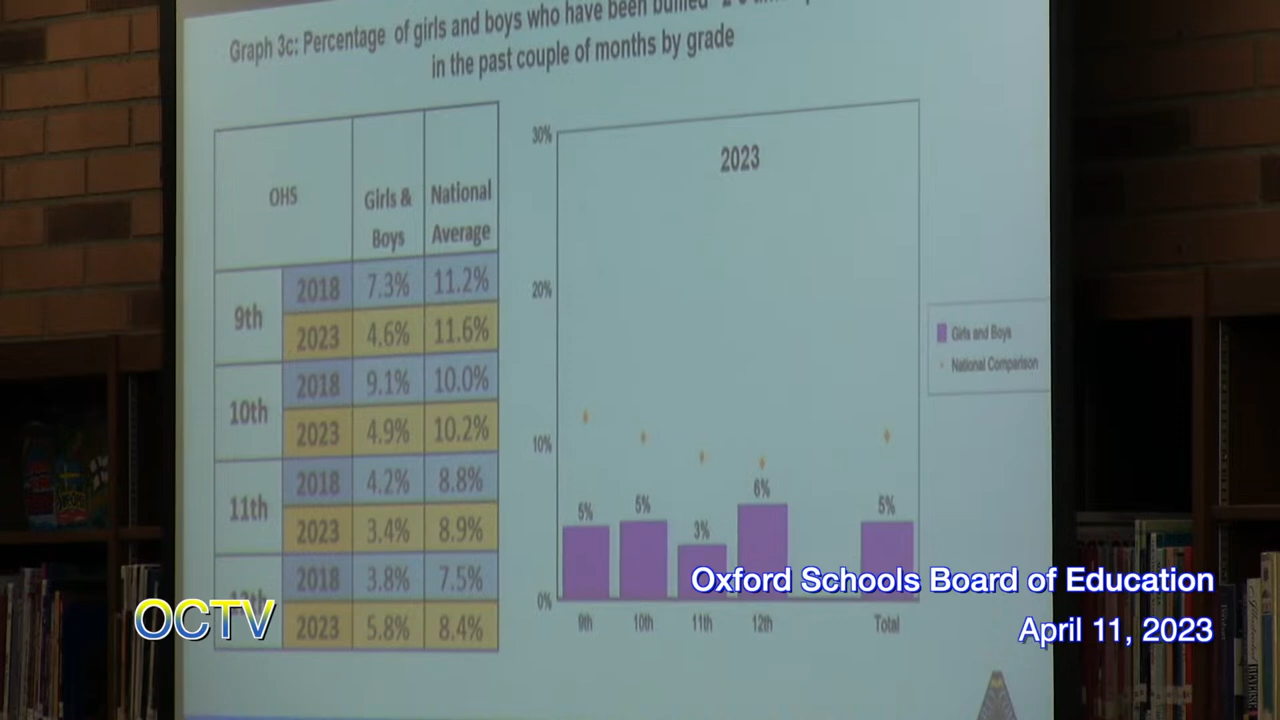 Graph 3c: Percentage of girls and boys who have been bullied
in the past couple of months by grade
OHS
Girls &
Boys
National
Average
9th
2018 7.3% 11.2%
2023 4.6% 11.6%
10th
2018 9.1% 10.0%
2023 4.9% 10.2%
11th
2018 4.2% 8.8%
2023 3.4% 8.9%
12th
2018 3.8% 7.5%
2023 5.8% 8.4%
2023
30%
20%
10%
0%
5% 5% 3% 6% 5%
9th 10th 11th 12th Total
Girls and Boys
National Comparison
OCTV
Oxford Schools Board of Education
April 11, 2023